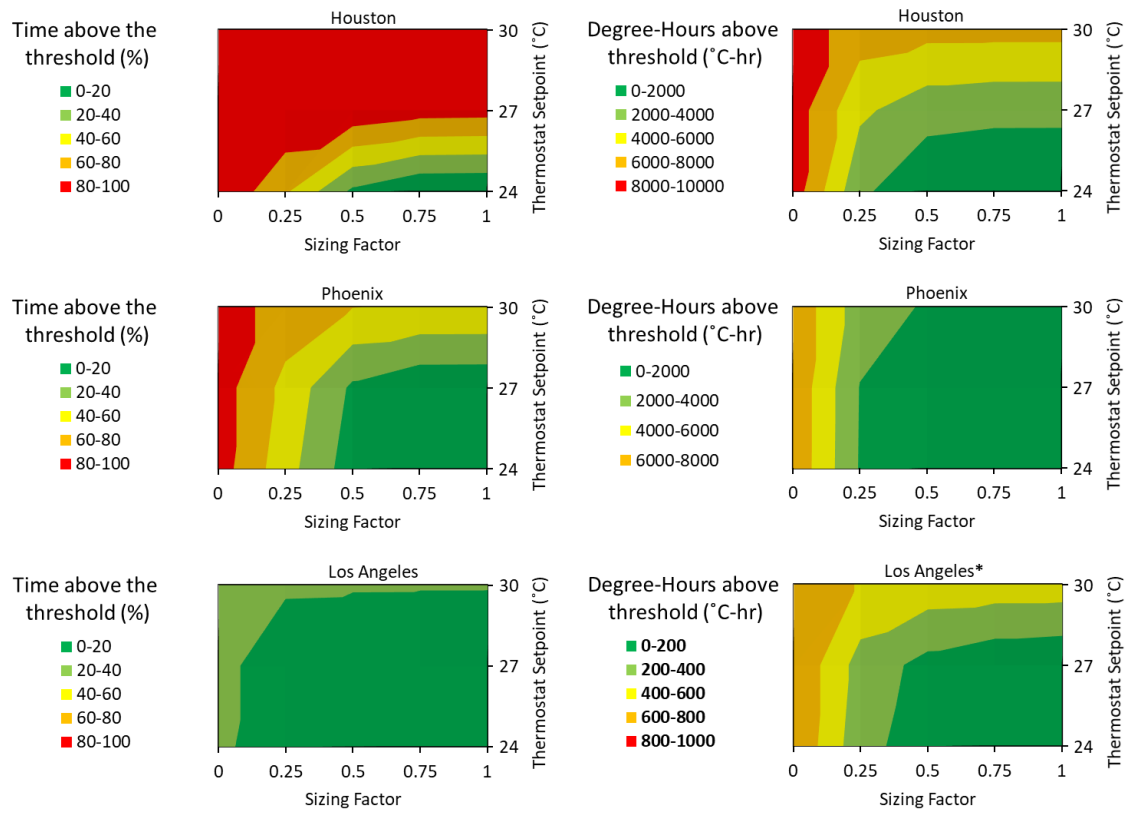 Houston
Time above the
threshold (%)
0-20
20-40
40-60
60-80
80-100
30
27
24
Thermostat Setpoint (˚C)
0 0.25 0.5 0.75 1
Sizing Factor
Houston
Degree-Hours above
threshold (˚C-hr)
0-2000
2000-4000
4000-6000
6000-8000
8000-10000
30
27
24
Thermostat Setpoint (˚C)
0 0.25 0.5 0.75 1
Sizing Factor
Phoenix
Time above the
threshold (%)
0-20
20-40
40-60
60-80
80-100
30
27
24
Thermostat Setpoint (˚C)
0 0.25 0.5 0.75 1
Sizing Factor
Phoenix
Degree-Hours above
threshold (˚C-hr)
0-2000
2000-4000
4000-6000
6000-8000
30
27
24
Thermostat Setpoint (˚C)
0 0.25 0.5 0.75 1
Sizing Factor
Los Angeles
Time above the
threshold (%)
0-20
20-40
40-60
60-80
80-100
30
27
24
Thermostat Setpoint (˚C)
0 0.25 0.5 0.75 1
Sizing Factor
Los Angeles*
Degree-Hours above
threshold (˚C-hr)
0-200
200-400
400-600
600-800
800-1000
30
27
24
Thermostat Setpoint (˚C)
0 0.25 0.5 0.75 1
Sizing Factor